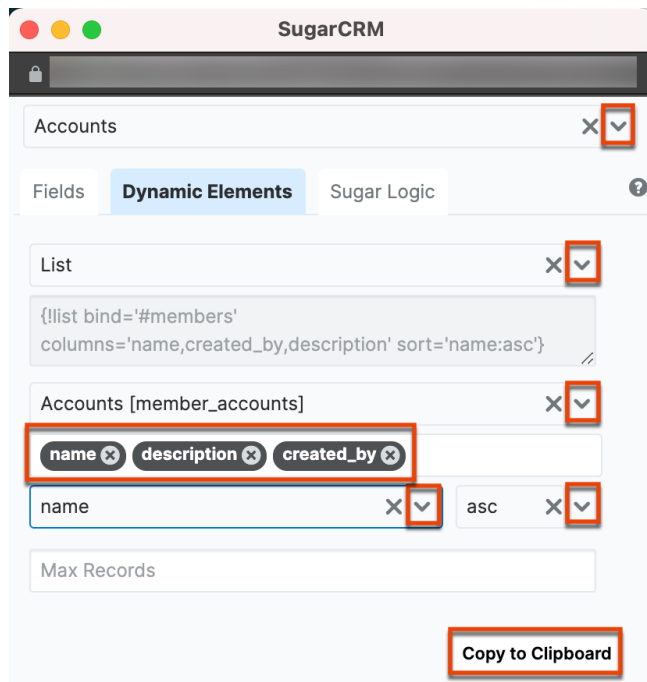 SugarCRM
Accounts
Fields Dynamic Elements Sugar Logic ?
List
{!list bind='#members'
columns='name,created_by,description' sort='name:asc'}
Accounts [member_accounts]
name description created_by
name asc
Max Records
Copy to Clipboard